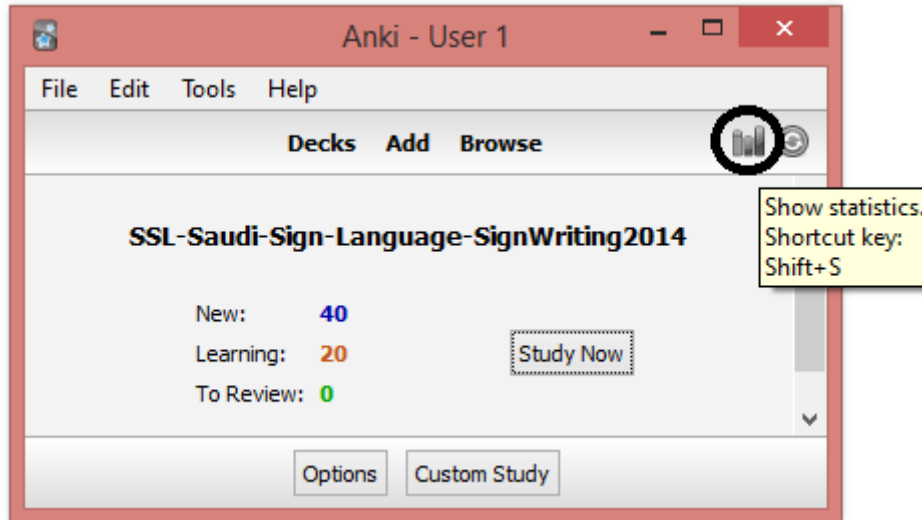 Anki - User 1
File Edit Tools Help
Decks Add Browse
Show statistics.
Shortcut key:
Shift+S
SSL-Saudi-Sign-Language-SignWriting2014
New: 40
Learning: 20
Study Now
To Review: 0
Options Custom Study